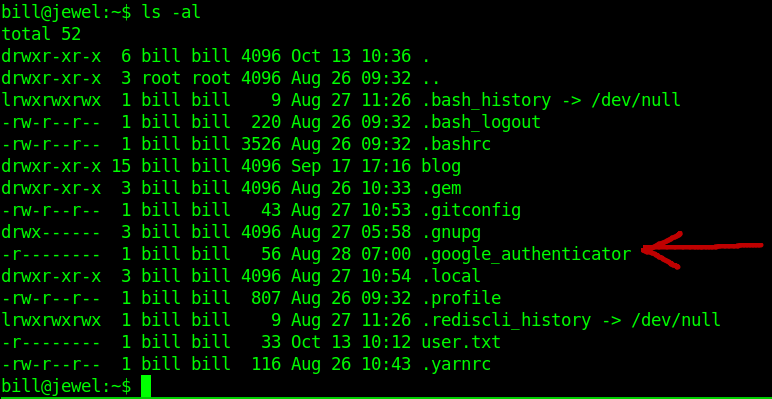 bill@jewel:~$ ls -al
total 52
drwxr-xr-x  6 bill bill 4096 Oct 13 10:36 .
drwxr-xr-x  3 root root 4096 Aug 26 09:32 ..
lrwxrwxrwx  1 bill bill    9 Aug 27 11:26 .bash_history -> /dev/null
-rw-r--r--  1 bill bill  220 Aug 26 09:32 .bash_logout
-rw-r--r--  1 bill bill 3526 Aug 26 09:32 .bashrc
drwxr-xr-x 15 bill bill 4096 Sep 17 17:16 blog
drwxr-xr-x  3 bill bill 4096 Aug 26 10:33 .gem
-rw-r--r--  1 bill bill   43 Aug 27 10:53 .gitconfig
drwx------  3 bill bill 4096 Aug 27 05:58 .gnupg
-r--------  1 bill bill   56 Aug 28 07:00 .google_authenticator
drwxr-xr-x  3 bill bill 4096 Aug 27 10:54 .local
-rw-r--r--  1 bill bill  807 Aug 26 09:32 .profile
lrwxrwxrwx  1 bill bill    9 Aug 27 11:26 .rediscli_history -> /dev/null
-r--------  1 bill bill   33 Oct 13 10:12 user.txt
-rw-r--r--  1 bill bill  116 Aug 26 10:43 .yarnrc
bill@jewel:~$